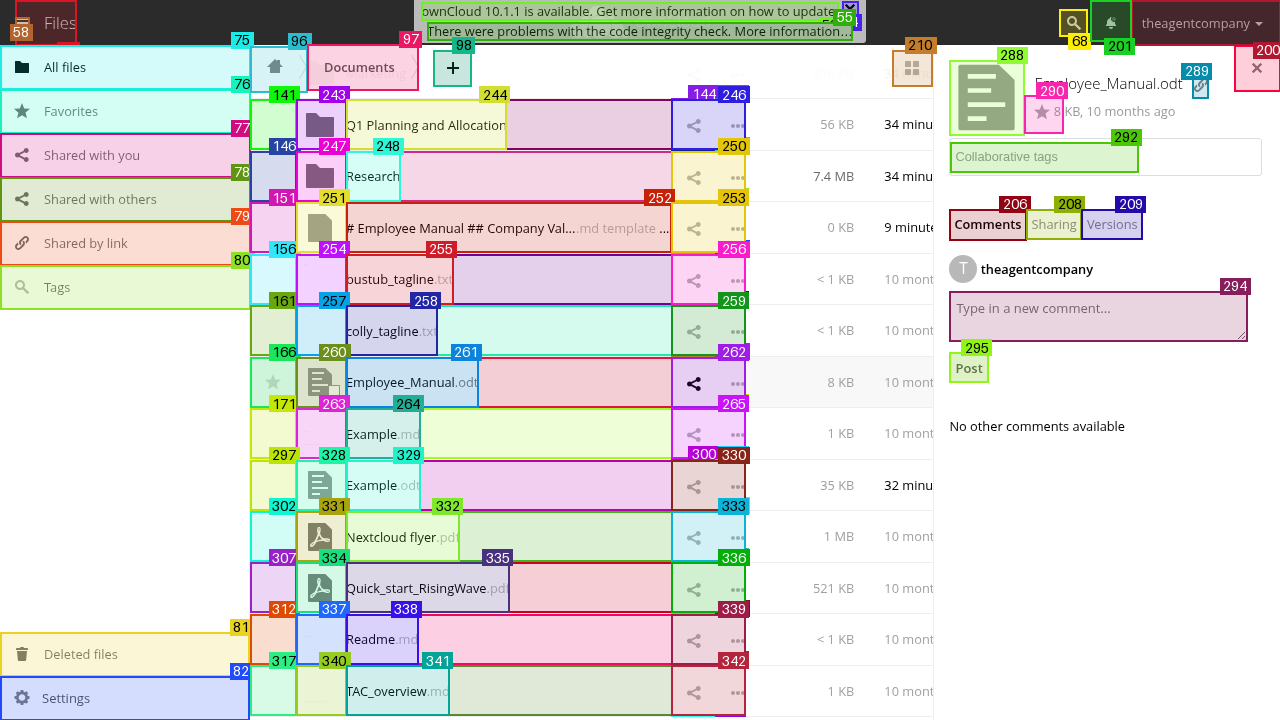 Files
58
ownCloud 10.1.1 is available. Get more information on how to update
There were problems with the code integrity check. More information...
55
68
201
theagentcompany
200
75
All files
76
Favorites
77
Shared with you
78
Shared with others
79
Shared by link
80
Tags
81
Deleted files
82
Settings
96
97
Documents
98
210
141
243
244
Q1 Planning and Allocation
144
246
56 KB
34 minu
146
247
248
Research
250
7.4 MB
34 minu
151
251
252
# Employee Manual ## Company Val....md template ...
253
0 KB
9 minute
156
254
255
bustub_tagline.txt
256
< 1 KB
10 mont
161
257
258
colly_tagline.txt
259
< 1 KB
10 mont
166
260
261
Employee_Manual.odt
262
8 KB
10 mont
171
263
264
Example.md
265
1 KB
10 mont
297
328
329
Example.odt
300
330
35 KB
32 minu
302
331
332
Nextcloud flyer.pdf
333
1 MB
10 mont
307
334
335
Quick_start_RisingWave.pdf
336
521 KB
10 mont
312
337
338
Readme.md
339
< 1 KB
10 mont
317
340
341
TAC_overview.md
342
1 KB
10 mont
288
Employee_Manual.odt
289
290
8 KB, 10 months ago
292
Collaborative tags
206
Comments
208
Sharing
209
Versions
T theagentcompany
294
Type in a new comment...
295
Post
No other comments available